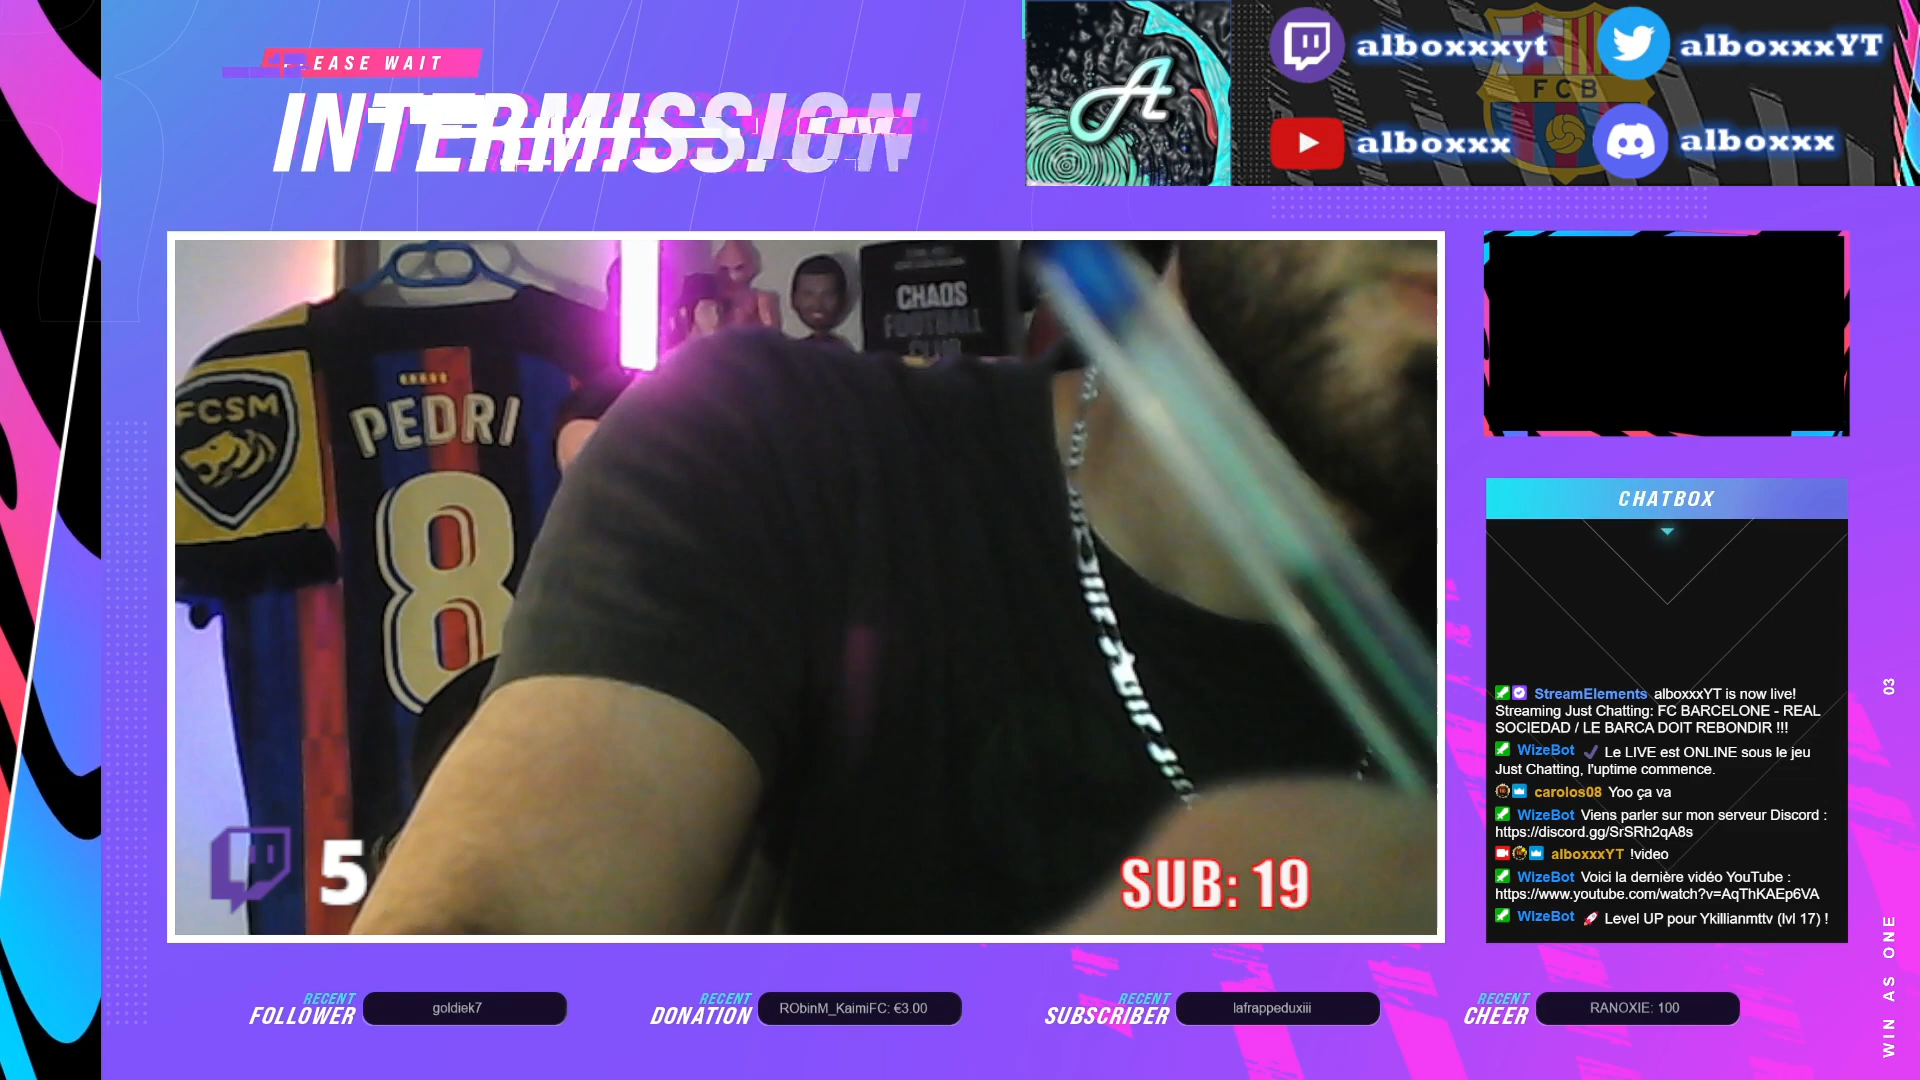 EASE WAIT
INTERMISSION
alboxxxyt
alboxxxYT
FCB
alboxxx
alboxxx
CHAOS
FOOTBALL
CLUB
FCSM
PEDRI
8
5
SUB: 19
CHATBOX
StreamElements alboxxxYT is now live!
Streaming Just Chatting: FC BARCELONE - REAL
SOCIEDAD / LE BARCA DOIT REBONDIR !!!
WizeBot Le LIVE est ONLINE sous le jeu
Just Chatting, l'uptime commence.
carolos08 Yoo ça va
WizeBot Viens parler sur mon serveur Discord :
https://discord.gg/SrSRh2qA8s
alboxxxYT !video
WizeBot Voici la dernière vidéo YouTube :
https://www.youtube.com/watch?v=AqThKAEp6VA
WizeBot Level UP pour Ykillianmttv (lvl 17) !
03
WIN AS ONE
RECENT
FOLLOWER
goldiek7
RECENT
DONATION
RObinM_KaimiFC: €3.00
RECENT
SUBSCRIBER
lafrappeduxiii
RECENT
CHEER
RANOXIE: 100